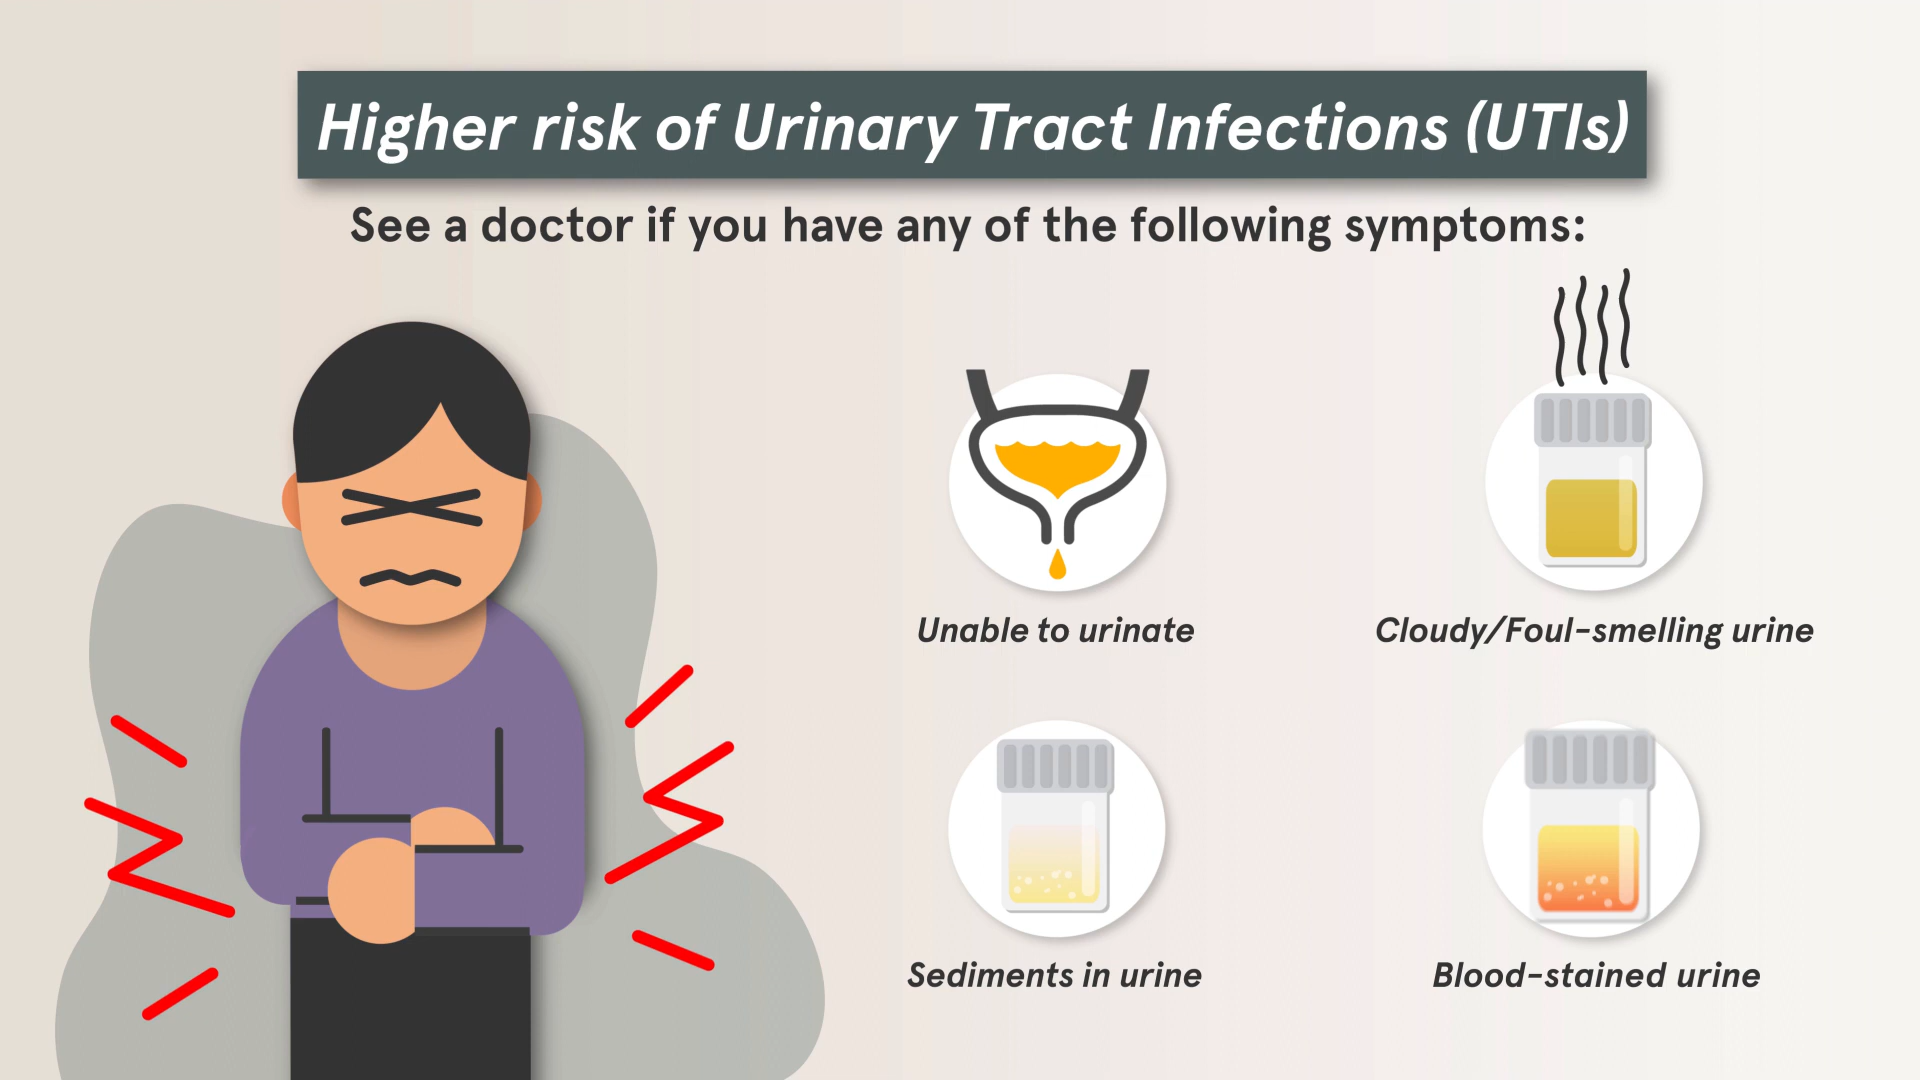 Higher risk of Urinary Tract Infections (UTIs)
See a doctor if you have any of the following symptoms:
Unable to urinate
Cloudy/Foul-smelling urine
Sediments in urine
Blood-stained urine